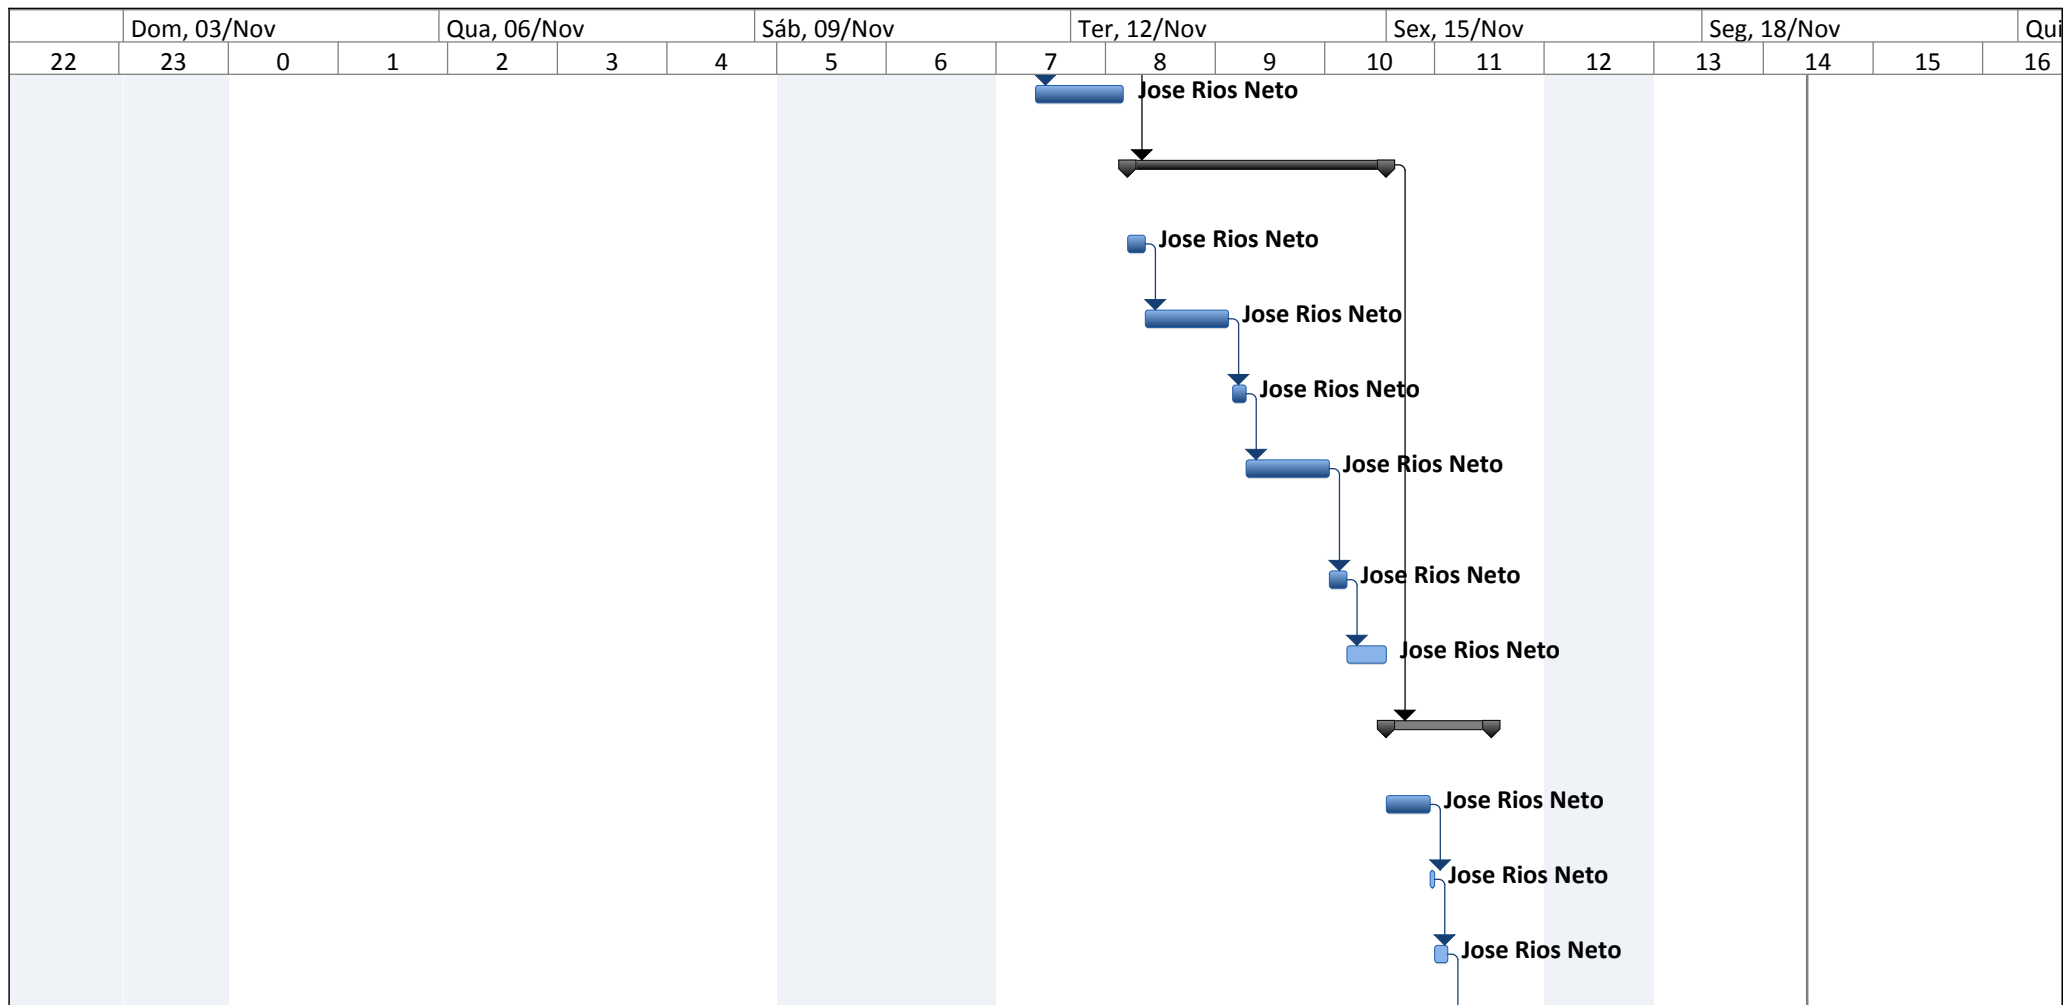 Dom, 03/Nov Qua, 06/Nov Sáb, 09/Nov Ter, 12/Nov Sex, 15/Nov Seg, 18/Nov Qui
22 23 0 1 2 3 4 5 6 7 8 9 10 11 12 13 14 15 16
Jose Rios Neto
Jose Rios Neto
Jose Rios Neto
Jose Rios Neto
Jose Rios Neto
Jose Rios Neto
Jose Rios Neto
Jose Rios Neto
Jose Rios Neto
Jose Rios Neto